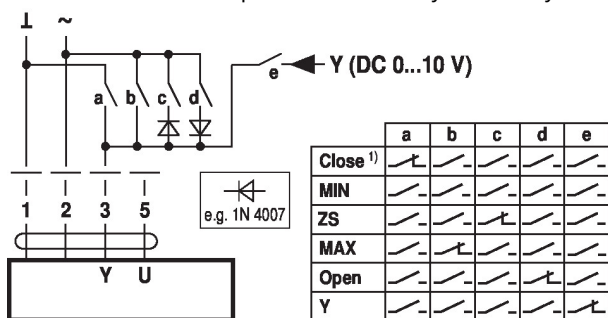 ⊥ ~
e Y (DC 0...10 V)
a b c d
1 2 3 5
e.g. 1N 4007
Y U
a b c d e
Close 1)
MIN
ZS
MAX
Open
Y